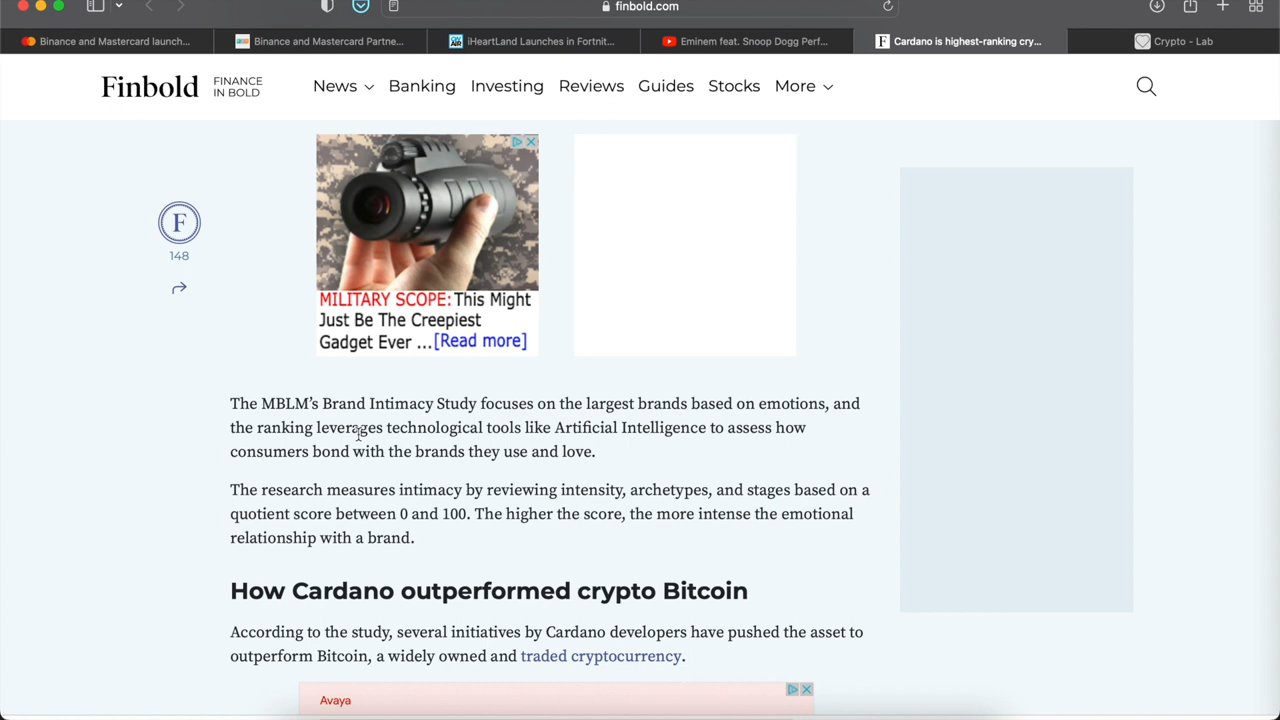 finbold.com
Binance and Mastercard launch...
Binance and Mastercard Partne...
iHeartLand Launches in Fortnit...
Eminem feat. Snoop Dogg Perf...
Cardano is highest-ranking cry...
Crypto - Lab
Finbold
FINANCE
IN BOLD
News
Banking
Investing
Reviews
Guides
Stocks
More
F
148
MILITARY SCOPE: This Might
Just Be The Creepiest
Gadget Ever ... [Read more]
The MBLM’s Brand Intimacy Study focuses on the largest brands based on emotions, and
the ranking leverages technological tools like Artificial Intelligence to assess how
consumers bond with the brands they use and love.
The research measures intimacy by reviewing intensity, archetypes, and stages based on a
quotient score between 0 and 100. The higher the score, the more intense the emotional
relationship with a brand.
How Cardano outperformed crypto Bitcoin
According to the study, several initiatives by Cardano developers have pushed the asset to
outperform Bitcoin, a widely owned and traded cryptocurrency.
Avaya